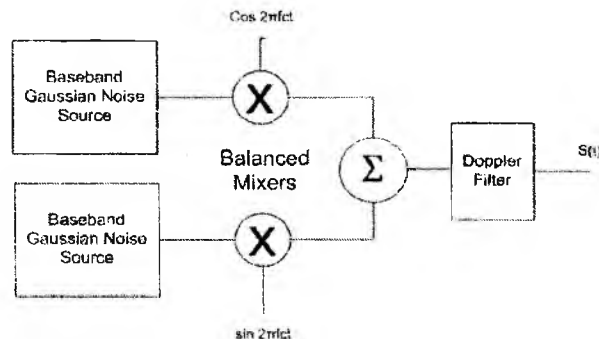 Cos 2πfct
Baseband
Gaussian Noise
Source
X
Balanced
Mixers
Σ
Doppler
Filter
S(t)
Baseband
Gaussian Noise
Source
X
sin 2πfct